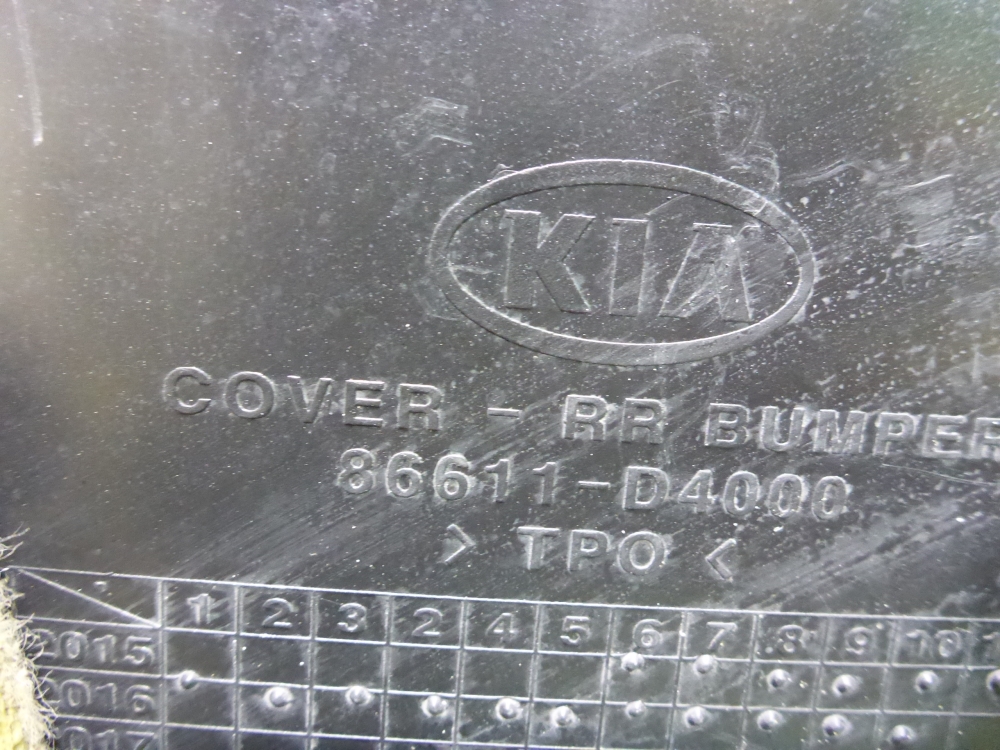 KIA
COVER - RR BUMPER
86611-D4000
> TPO <
1 2 3 2 4 5 6 7 8 9 10
2015
2016
2017